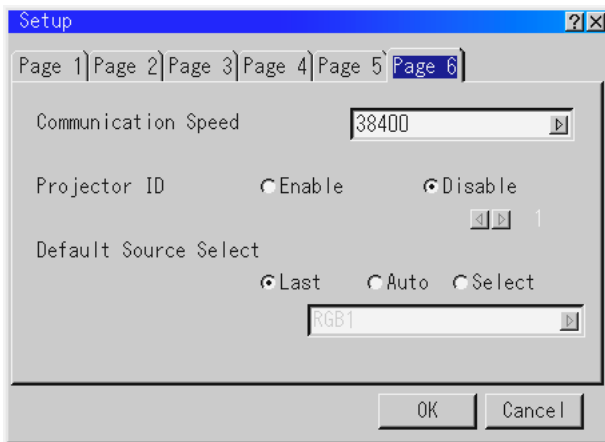 Setup
Page 1 Page 2 Page 3 Page 4 Page 5 Page 6
Communication Speed 38400
Projector ID Enable Disable
1
Default Source Select
Last Auto Select
RGB1
OK Cancel